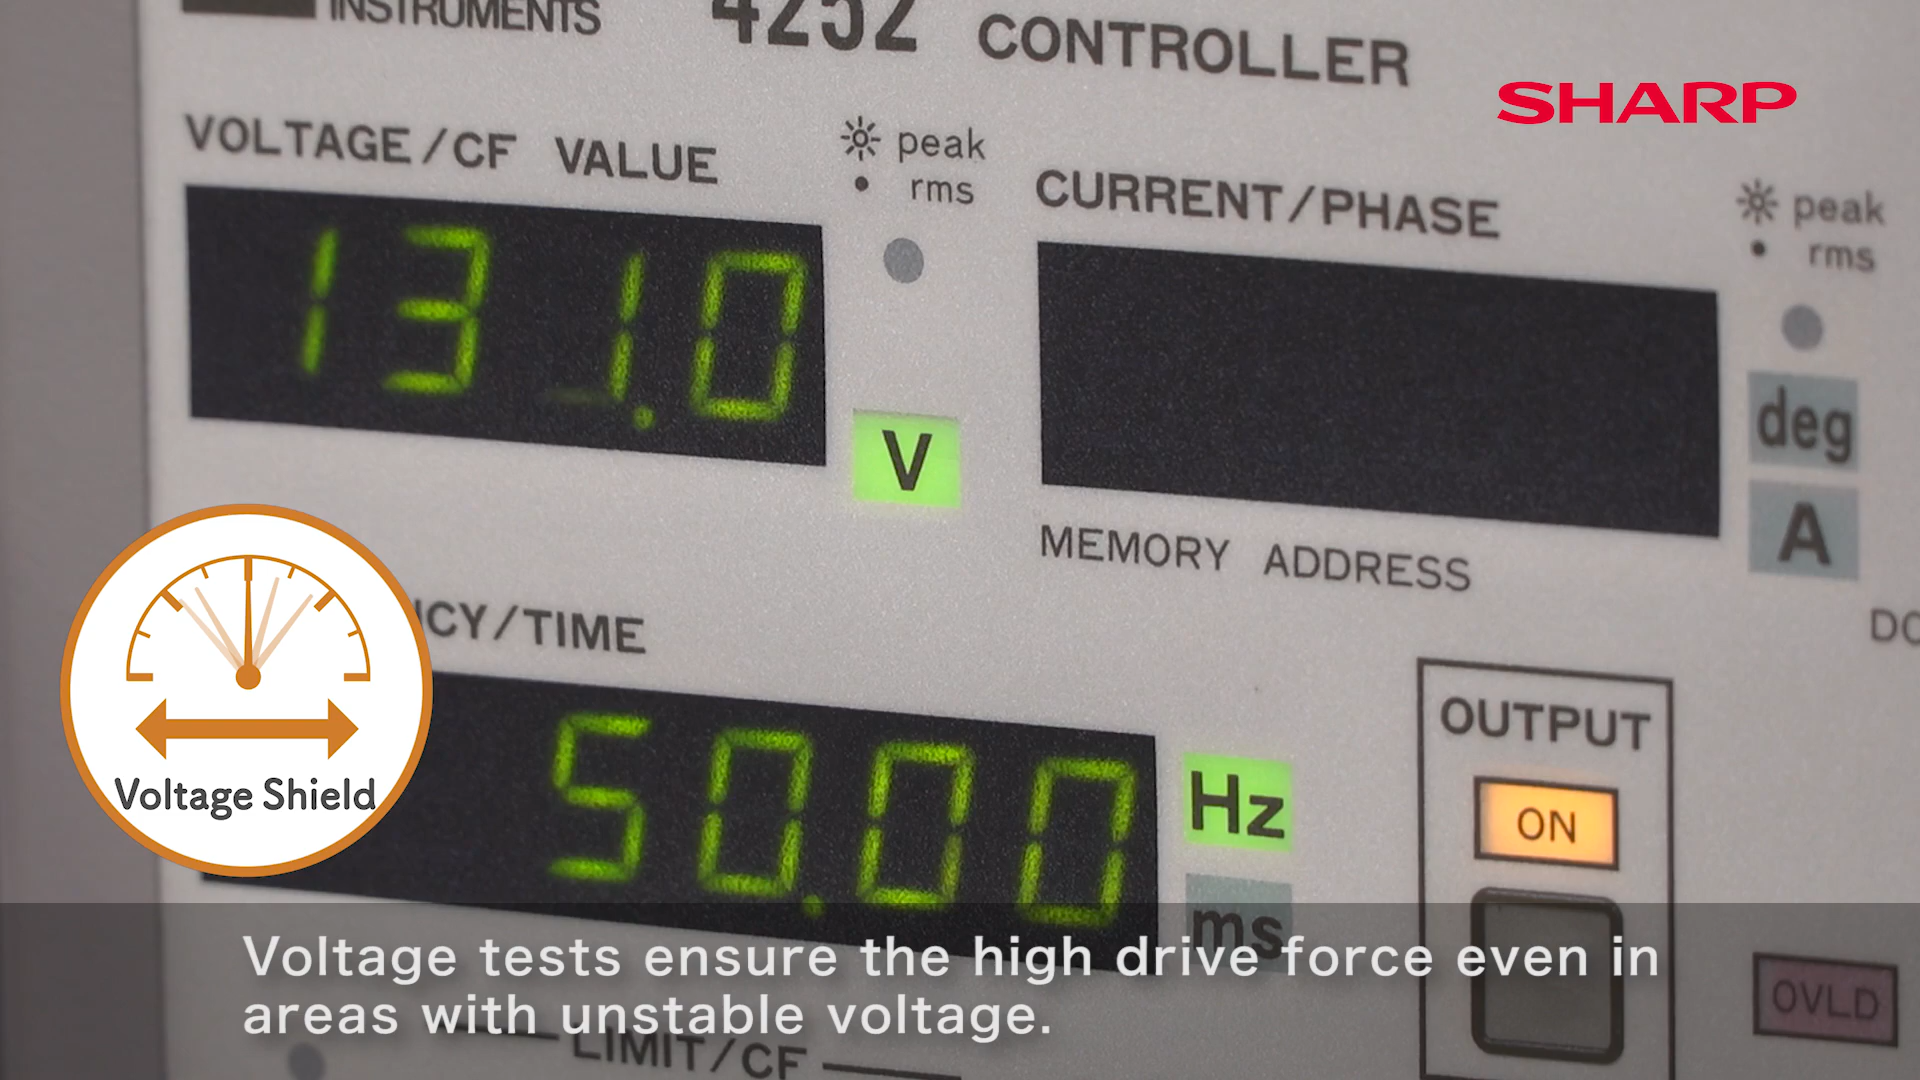 INSTRUMENTS 4252 CONTROLLER
SHARP
VOLTAGE/CF VALUE
peak
rms
CURRENT/PHASE
peak
rms
131.0
V
deg
A
MEMORY ADDRESS
CY/TIME
50.00
Hz
ms
OUTPUT
ON
OVLD
Voltage Shield
Voltage tests ensure the high drive force even in
areas with unstable voltage.
LIMIT/CF